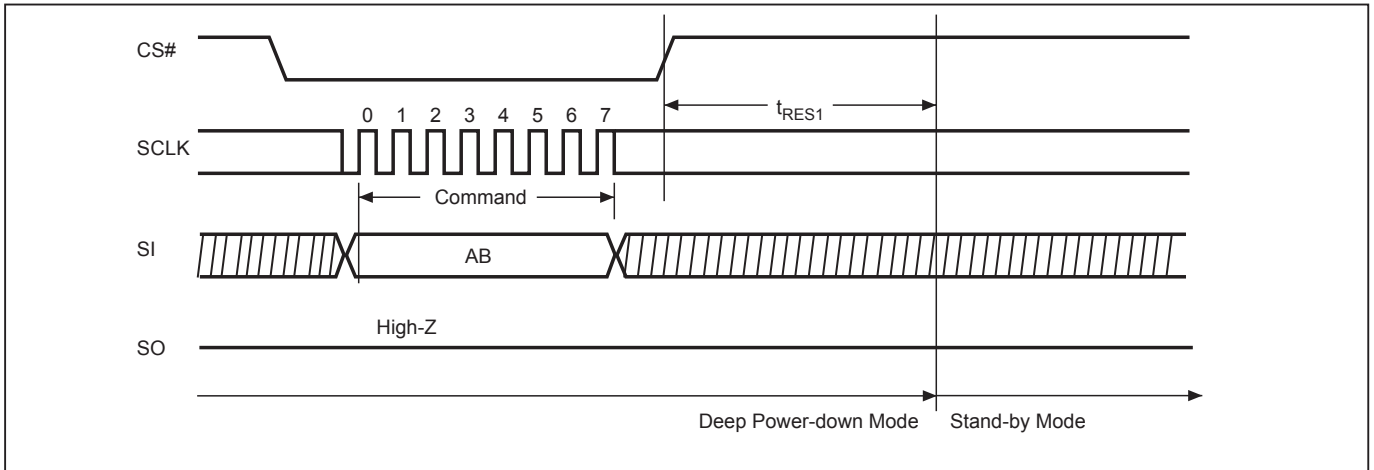 CS#
t_RES1
0 1 2 3 4 5 6 7
SCLK
Command
SI
AB
High-Z
SO
Deep Power-down Mode Stand-by Mode